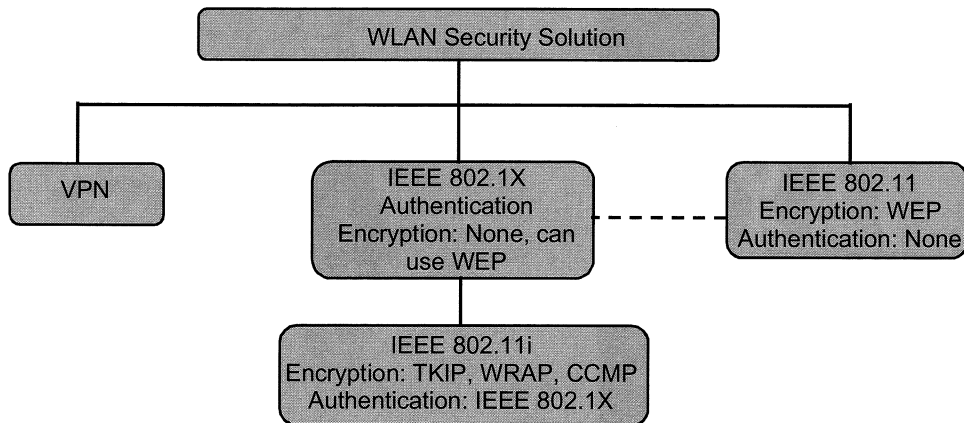 WLAN Security Solution
VPN
IEEE 802.1X
Authentication
Encryption: None, can
use WEP
IEEE 802.11
Encryption: WEP
Authentication: None
IEEE 802.11i
Encryption: TKIP, WRAP, CCMP
Authentication: IEEE 802.1X